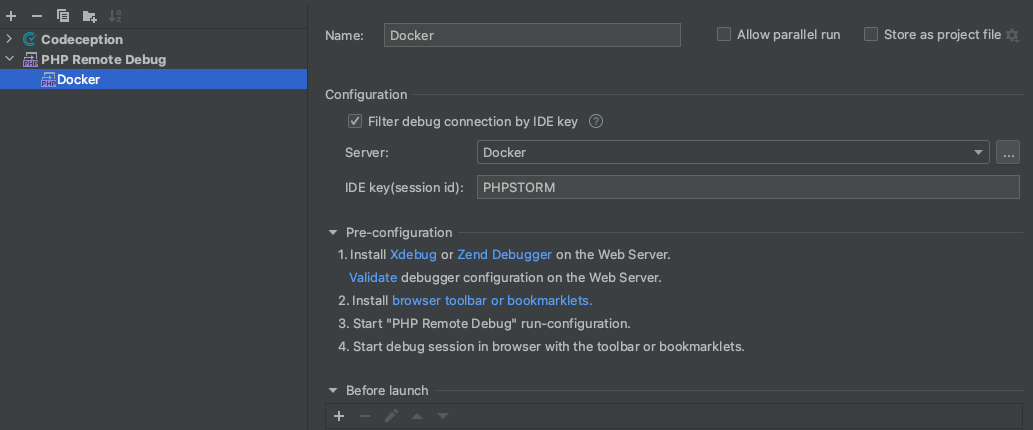 Codeception
PHP Remote Debug
Docker
Name: Docker Allow parallel run Store as project file
Configuration
Filter debug connection by IDE key ?
Server: Docker ...
IDE key(session id): PHPSTORM
Pre-configuration
1. Install Xdebug or Zend Debugger on the Web Server.
Validate debugger configuration on the Web Server.
2. Install browser toolbar or bookmarklets.
3. Start "PHP Remote Debug" run-configuration.
4. Start debug session in browser with the toolbar or bookmarklets.
Before launch